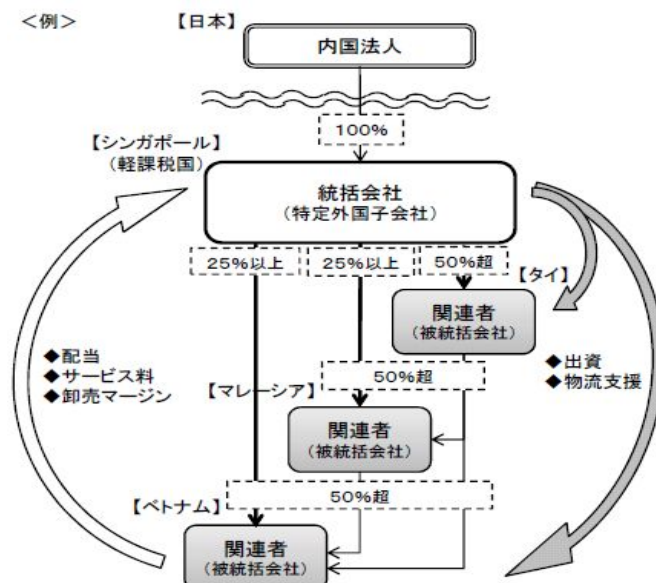 <例>
【日本】
内国法人
100%
【シンガポール】
(軽課税国)
統括会社
(特定外国子会社)
25%以上
25%以上
50%超
【タイ】
関連者
(被統括会社)
◆配当
◆サービス料
◆卸売マージン
◆出資
◆物流支援
50%超
【マレーシア】
関連者
(被統括会社)
50%超
【ベトナム】
関連者
(被統括会社)